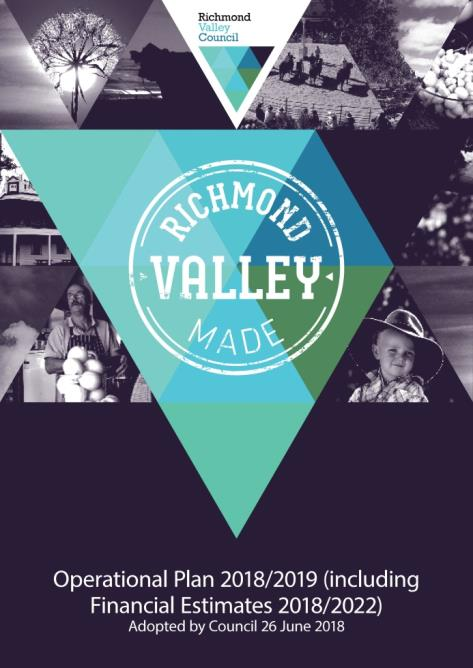 Richmond
Valley
Council
RICHMOND
VALLEY
MADE
Operational Plan 2018/2019 (including
Financial Estimates 2018/2022)
Adopted by Council 26 June 2018